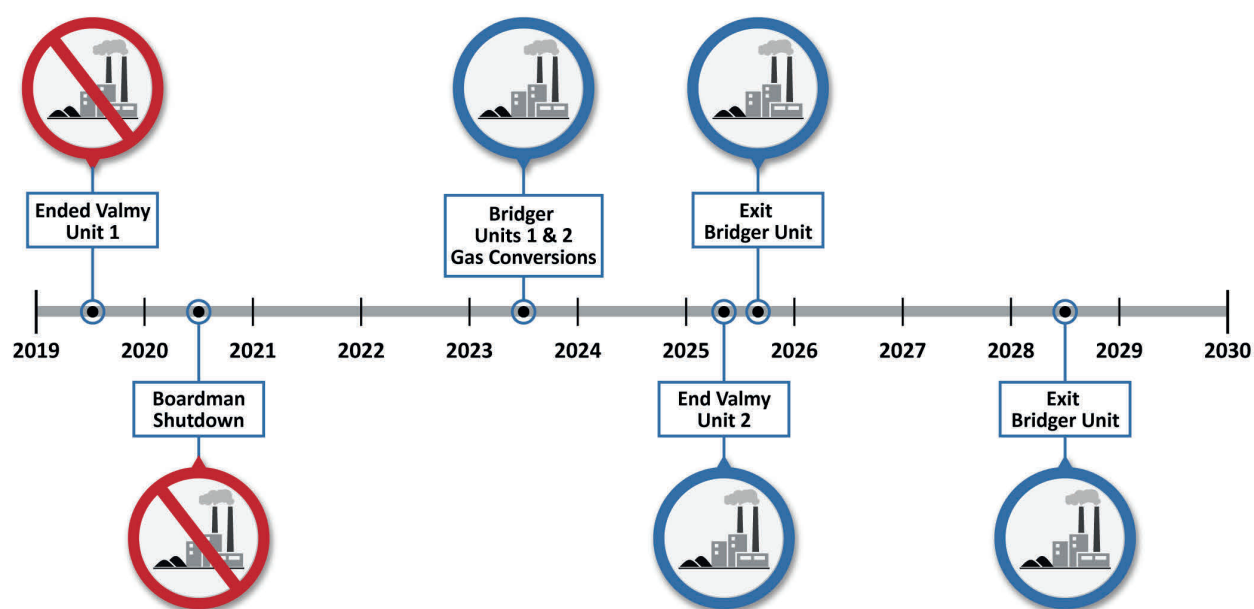 Ended Valmy
Unit 1
Bridger
Units 1 & 2
Gas Conversions
Exit
Bridger Unit
2019
2020
2021
2022
2023
2024
2025
2026
2027
2028
2029
2030
Boardman
Shutdown
End Valmy
Unit 2
Exit
Bridger Unit